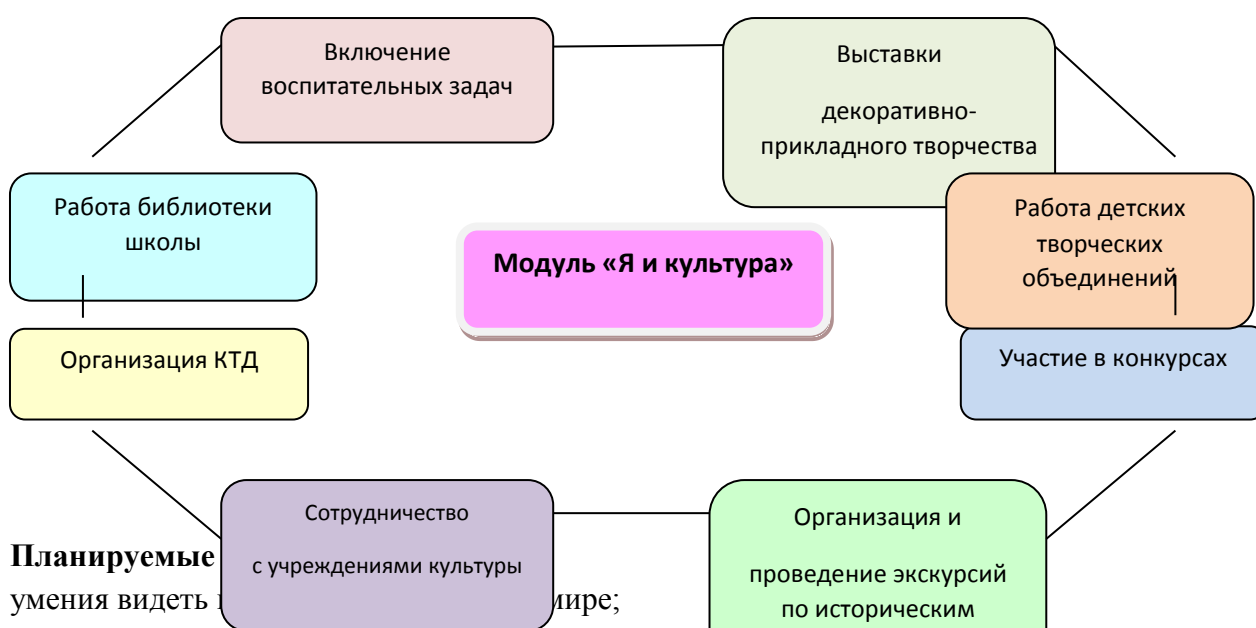 Включение
воспитательных задач
Выставки
декоративно-
прикладного творчества
Работа библиотеки
школы
Модуль «Я и культура»
Работа детских
творческих
объединений
Организация КТД
Участие в конкурсах
Сотрудничество
с учреждениями культуры
Организация и
проведение экскурсий
по историческим
Планируемые
умения видеть мире;